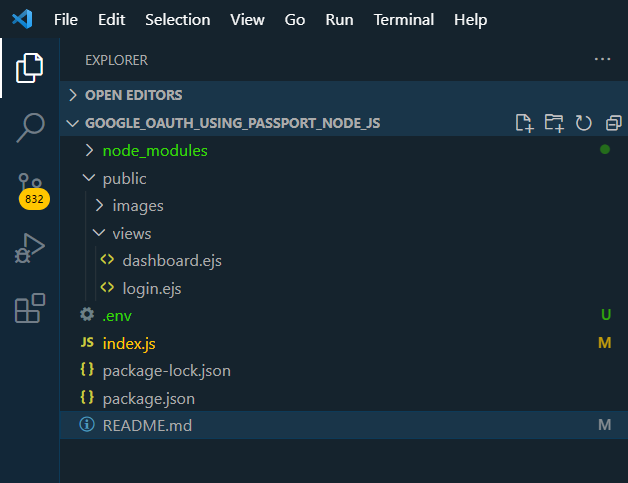 File Edit Selection View Go Run Terminal Help
EXPLORER ...
OPEN EDITORS
GOOGLE_OAUTH_USING_PASSPORT_NODE_JS
node_modules
public
images
832
views
dashboard.ejs
login.ejs
.env U
JS index.js M
{} package-lock.json
{} package.json
README.md M